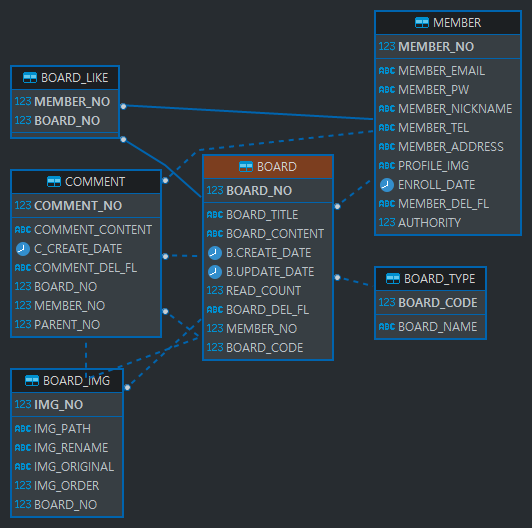 MEMBER
123 MEMBER_NO
ABC MEMBER_EMAIL
ABC MEMBER_PW
ABC MEMBER_NICKNAME
ABC MEMBER_TEL
ABC MEMBER_ADDRESS
ABC PROFILE_IMG
ENROLL_DATE
ABC MEMBER_DEL_FL
123 AUTHORITY
BOARD_LIKE
123 MEMBER_NO
123 BOARD_NO
COMMENT
123 COMMENT_NO
ABC COMMENT_CONTENT
C_CREATE_DATE
ABC COMMENT_DEL_FL
123 BOARD_NO
123 MEMBER_NO
123 PARENT_NO
BOARD
123 BOARD_NO
ABC BOARD_TITLE
ABC BOARD_CONTENT
B.CREATE_DATE
B.UPDATE_DATE
123 READ_COUNT
ABC BOARD_DEL_FL
123 MEMBER_NO
123 BOARD_CODE
BOARD_TYPE
123 BOARD_CODE
ABC BOARD_NAME
BOARD_IMG
123 IMG_NO
ABC IMG_PATH
ABC IMG_RENAME
ABC IMG_ORIGINAL
123 IMG_ORDER
123 BOARD_NO